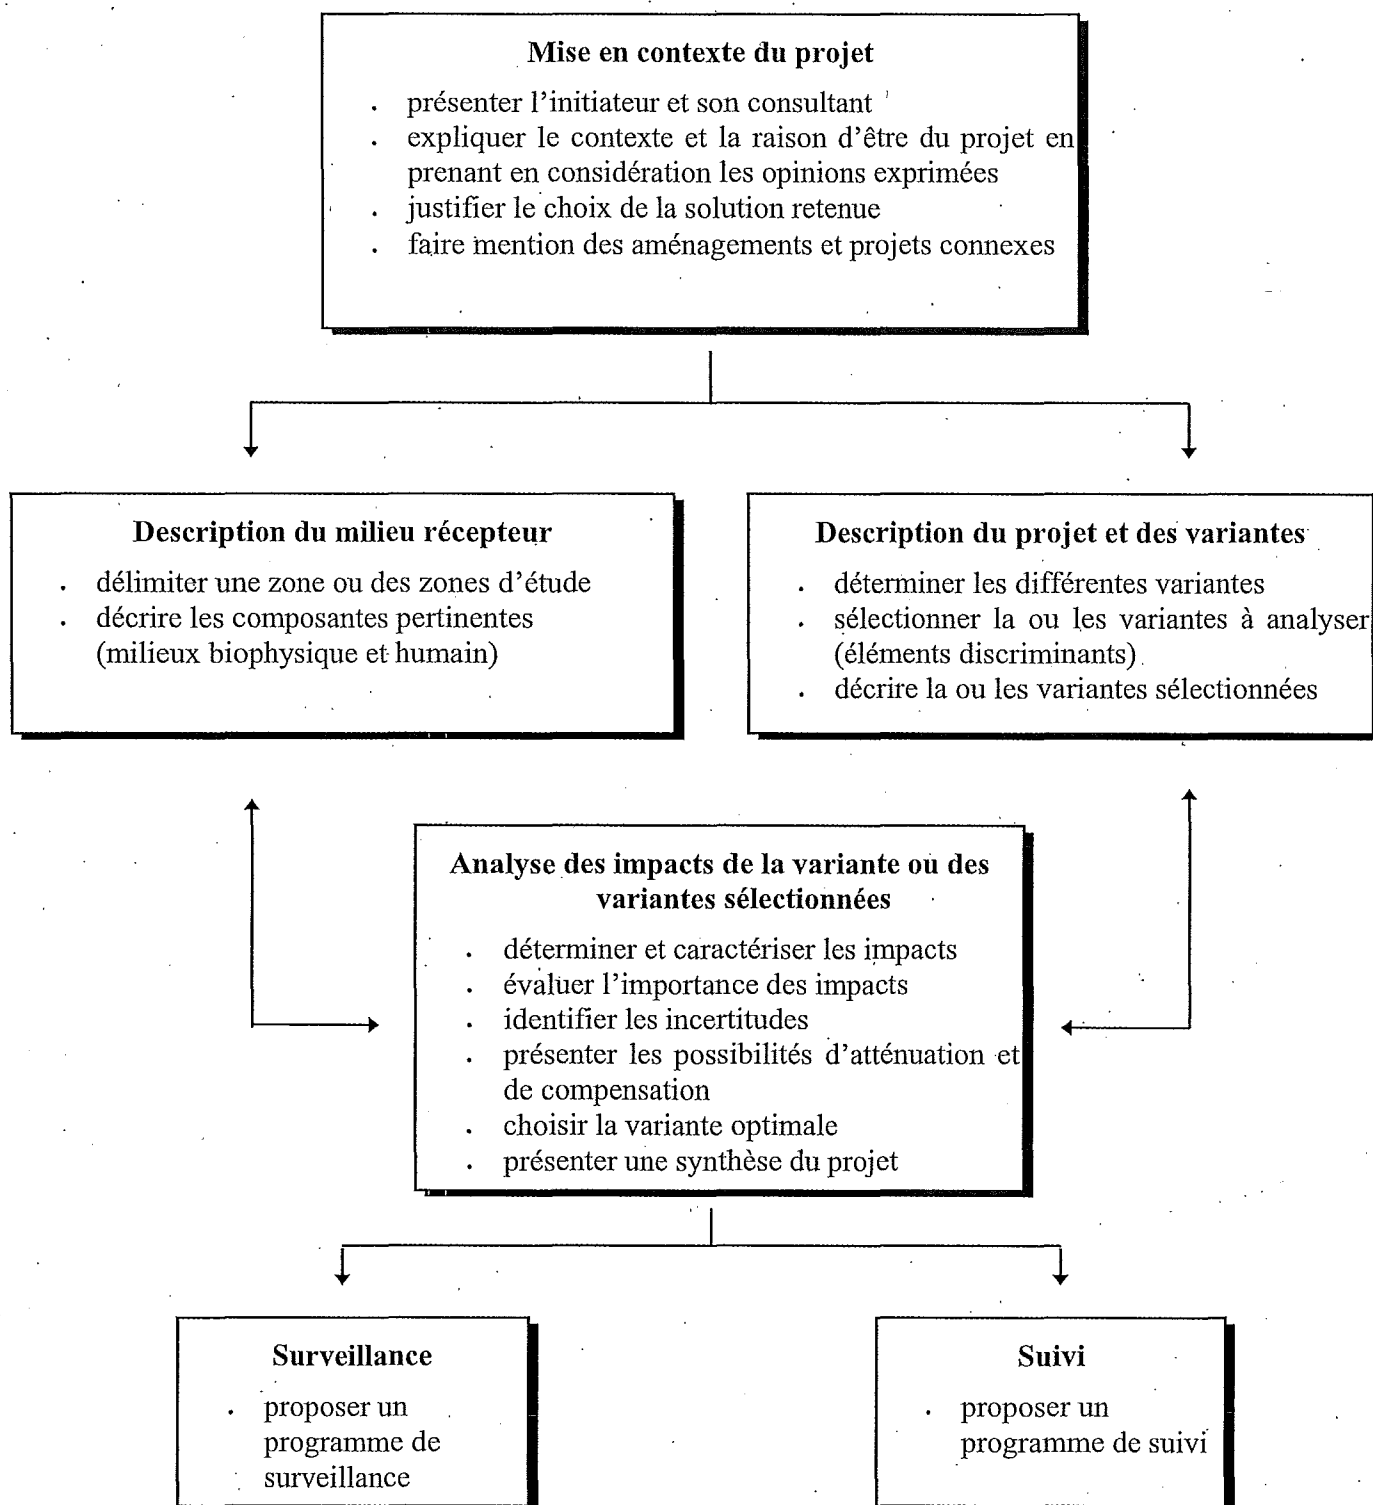 Mise en contexte du projet
. présenter l'initiateur et son consultant
. expliquer le contexte et la raison d'être du projet en
prenant en considération les opinions exprimées
. justifier le choix de la solution retenue
. faire mention des aménagements et projets connexes
Description du milieu récepteur
. délimiter une zone ou des zones d'étude
. décrire les composantes pertinentes
(milieux biophysique et humain)
Description du projet et des variantes
. déterminer les différentes variantes
. sélectionner la ou les variantes à analyser
(éléments discriminants)
. décrire la ou les variantes sélectionnées
Analyse des impacts de la variante ou des
variantes sélectionnées
. déterminer et caractériser les impacts
. évaluer l'importance des impacts
. identifier les incertitudes
. présenter les possibilités d'atténuation et
de compensation
. choisir la variante optimale
. présenter une synthèse du projet
Surveillance
. proposer un
programme de
surveillance
Suivi
. proposer un
programme de suivi